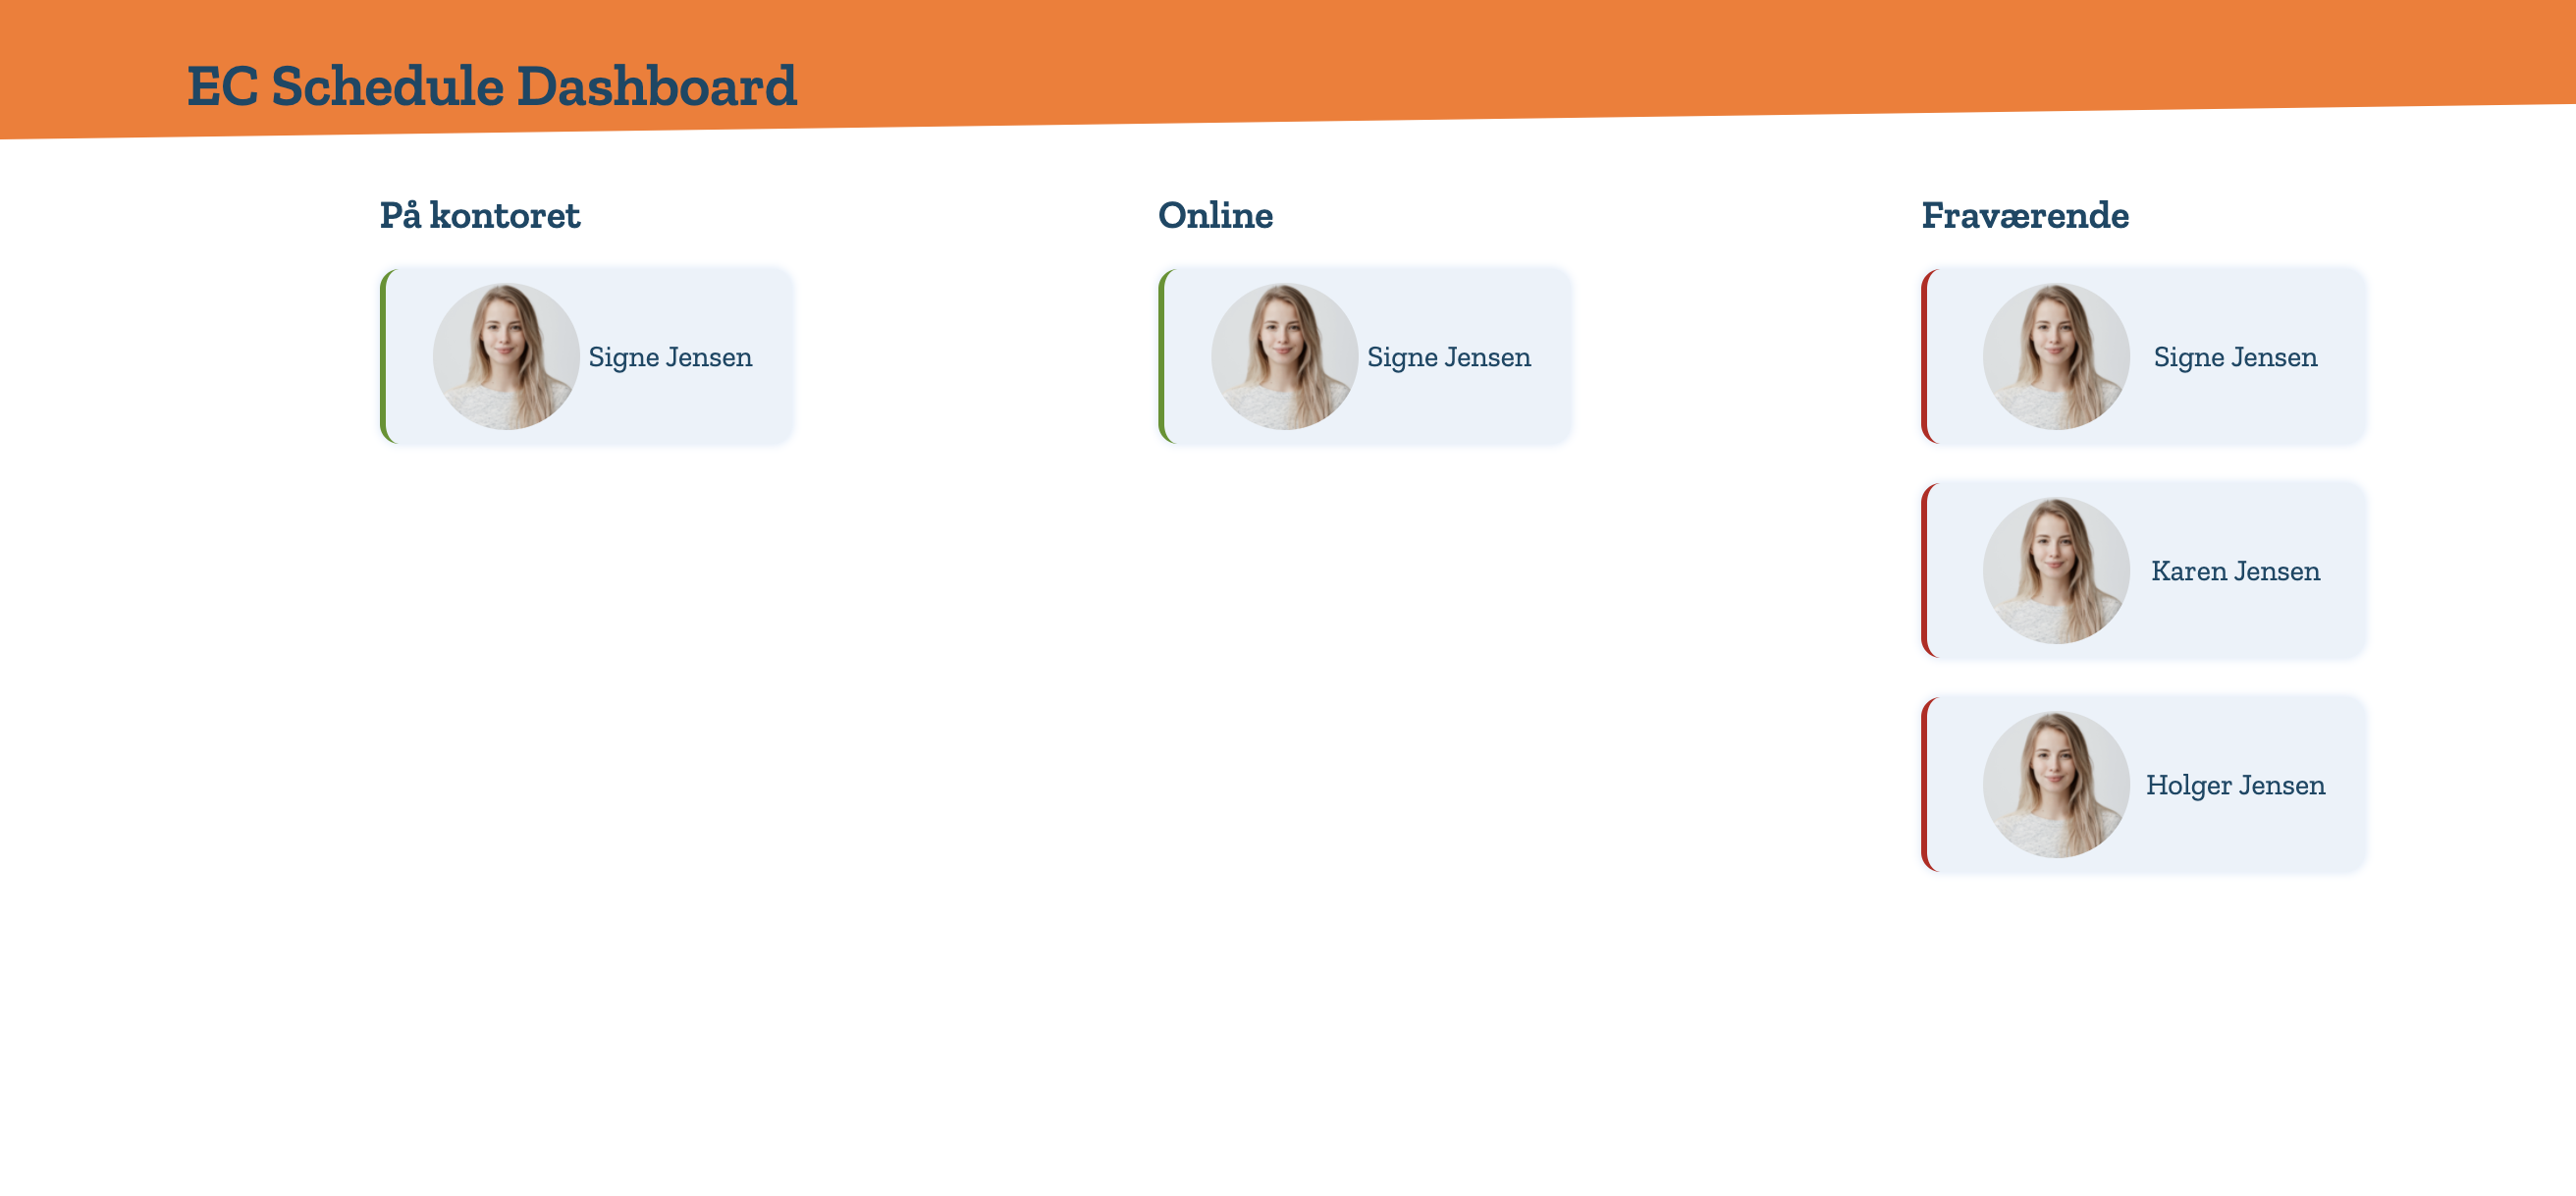 EC Schedule Dashboard
På kontoret
Signe Jensen
Online
Signe Jensen
Fraværende
Signe Jensen
Karen Jensen
Holger Jensen